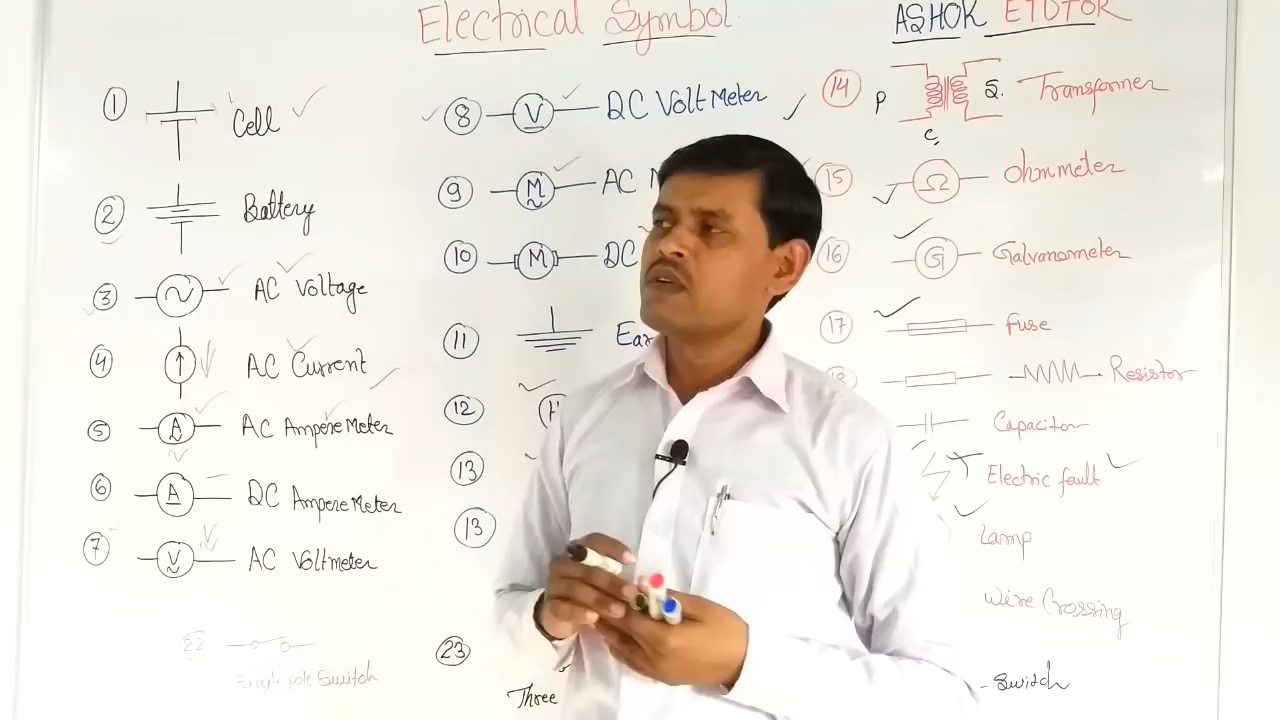 Electrical Symbol
ASHOK ETUTOR
1 Cell
2 Battery
3 AC Voltage
4 AC Current
5 A AC Ampere Meter
6 A DC Ampere Meter
7 V AC Voltmeter
22
Single pole Switch
8 V DC Volt Meter
9 M AC M
10 M DC
11 Ear
12
13
13
23
Three
14 P S. Transformer
C
15 Ω Ohmmeter
16 G Galvanometer
17 Fuse
18 Resistor
Capacitor
Electric fault
Lamp
Wire Crossing
- Switch